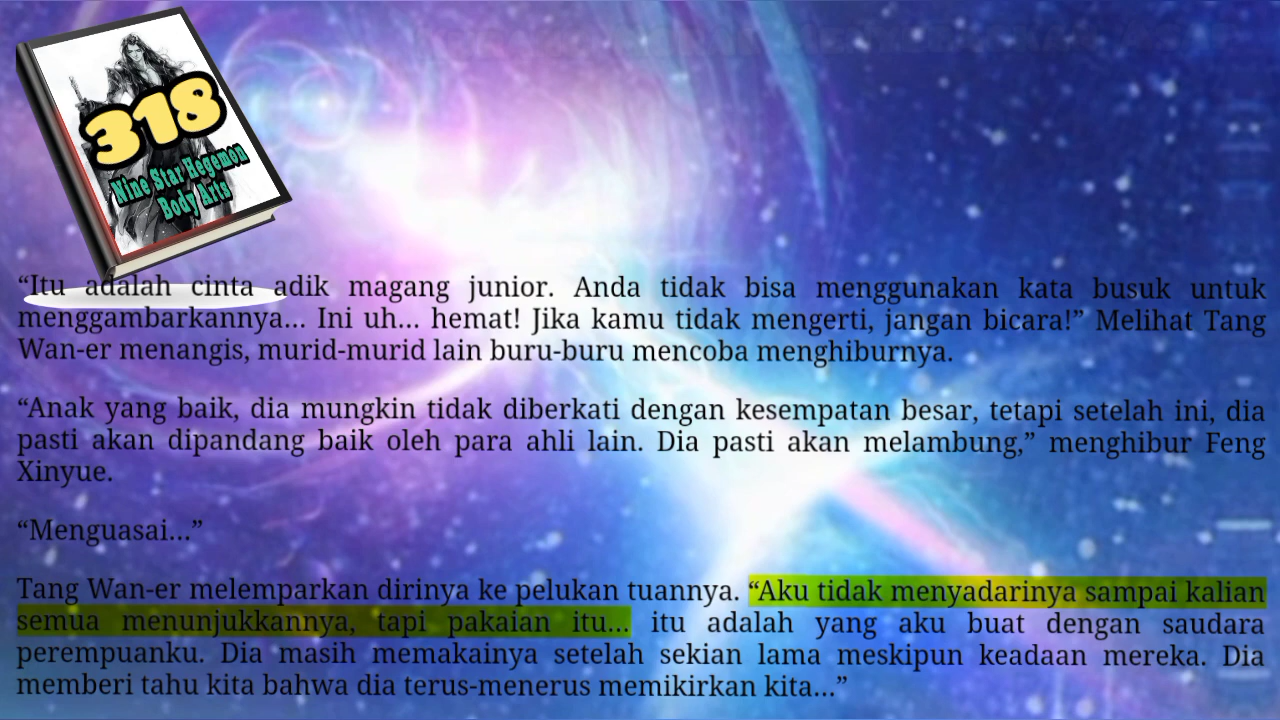 318
Nine Star Hegemon
Body Arts
“Itu adalah cinta adik magang junior. Anda tidak bisa menggunakan kata busuk untuk
menggambarkannya... Ini uh... hemat! Jika kamu tidak mengerti, jangan bicara!” Melihat Tang
Wan-er menangis, murid-murid lain buru-buru mencoba menghiburnya.
“Anak yang baik, dia mungkin tidak diberkati dengan kesempatan besar, tetapi setelah ini, dia
pasti akan dipandang baik oleh para ahli lain. Dia pasti akan melambung,” menghibur Feng
Xinyue.
“Menguasai...”
Tang Wan-er melemparkan dirinya ke pelukan tuannya. “Aku tidak menyadarinya sampai kalian
semua menunjukkannya, tapi pakaian itu... itu adalah yang aku buat dengan saudara
perempuanku. Dia masih memakainya setelah sekian lama meskipun keadaan mereka. Dia
memberi tahu kita bahwa dia terus-menerus memikirkan kita...”